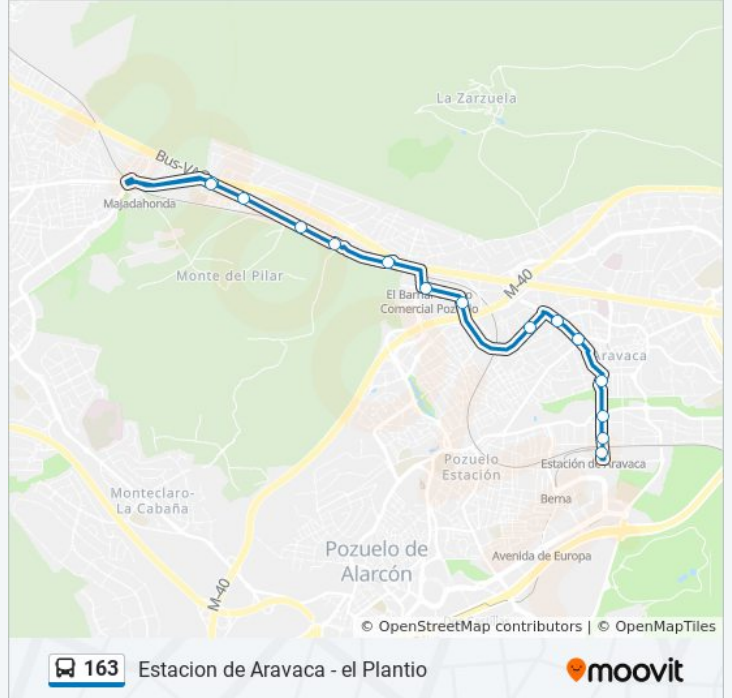 La Zarzuela
Bus-VAO
Majadahonda
Monte del Pilar
M-40
Comercial Pozuelo
Aravaca
Pozuelo
Estación
Estación de Aravaca
Monteclaro-
La Cabaña
Berna
Pozuelo de
Alarcón
Avenida de Europa
M-40
© OpenStreetMap contributors | © OpenMapTiles
163 Estacion de Aravaca - el Plantio
moovit